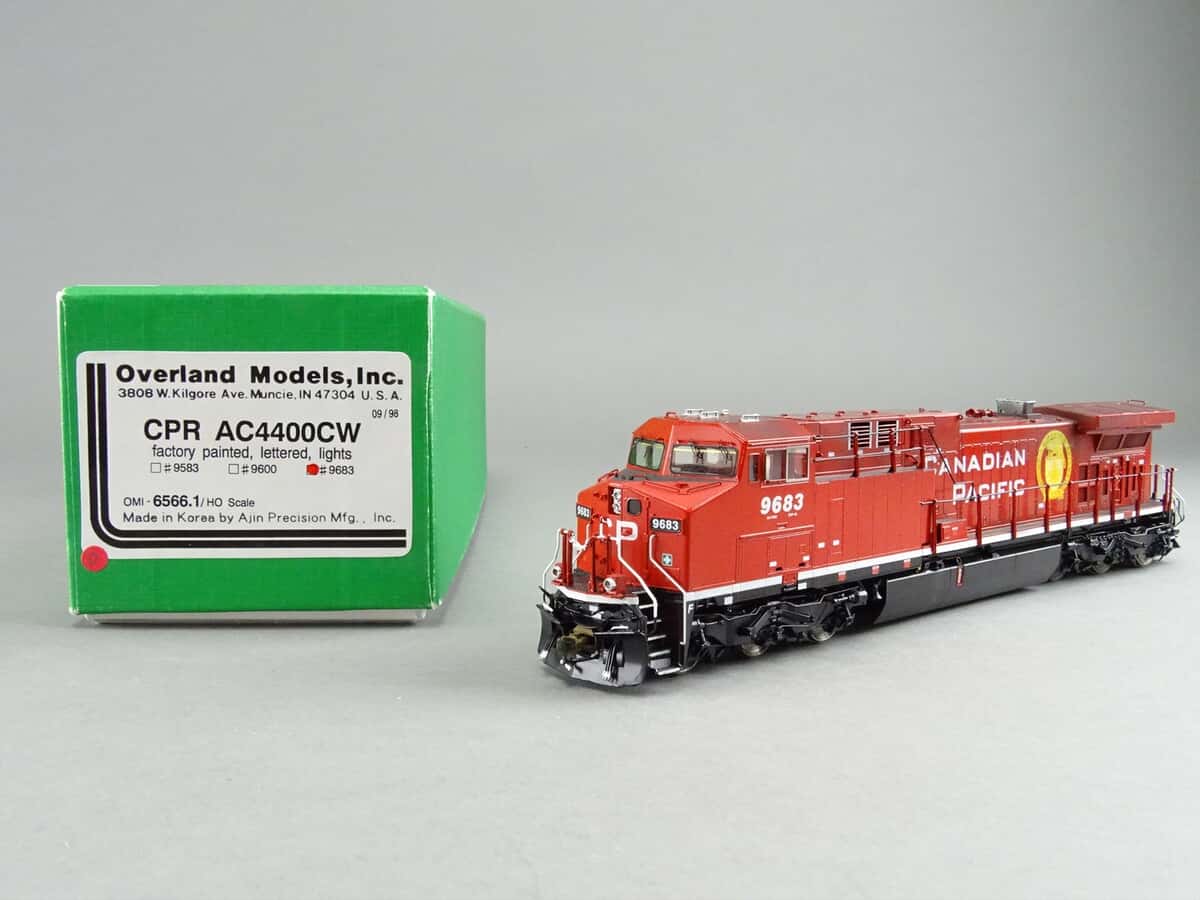 Overland Models, Inc.
3808 W. Kilgore Ave. Muncie, IN 47304 U. S. A.
09 / 98
CPR AC4400CW
factory painted, lettered, lights
#9583 #9600 #9683
OMI - 6566.1 / HO Scale
Made in Korea by Ajin Precision Mfg. , Inc.
9683
CP
9683
9683
CANADIAN
PACIFIC
F